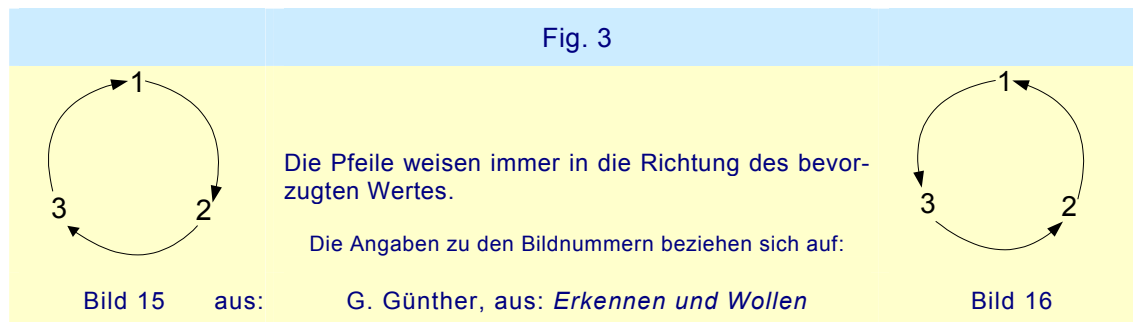 Fig. 3
1
3
2
Die Pfeile weisen immer in die Richtung des bevor-
zugten Wertes.
Die Angaben zu den Bildnummern beziehen sich auf:
1
3
2
Bild 15 aus: G. Günther, aus: Erkennen und Wollen Bild 16